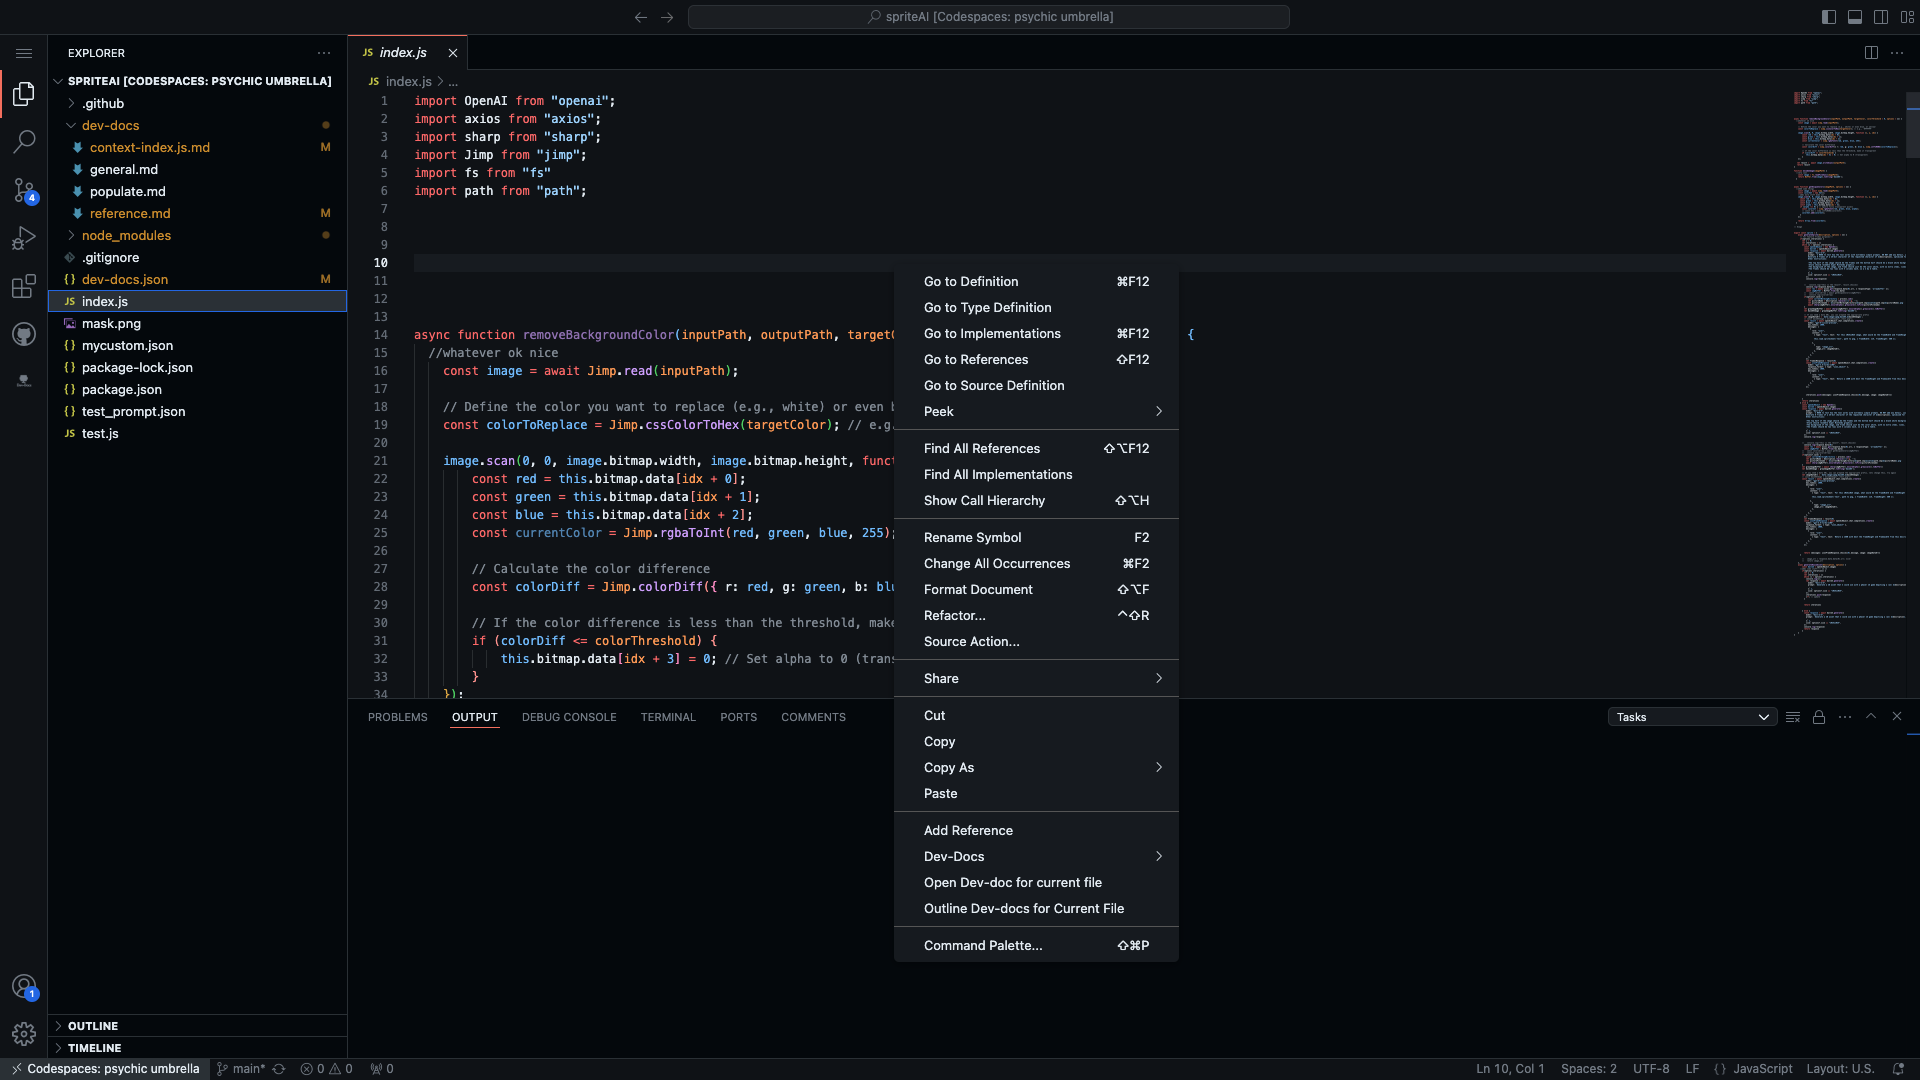 spriteAI [Codespaces: psychic umbrella]
EXPLORER
SPRITEAI [CODESPACES: PSYCHIC UMBRELLA]
.github
dev-docs
context-index.js.md M
general.md
populate.md
reference.md M
node_modules
.gitignore
{} dev-docs.json M
JS index.js
mask.png
{} mycustom.json
{} package-lock.json
{} package.json
{} test_prompt.json
JS test.js
OUTLINE
TIMELINE
4
1
JS index.js
JS index.js > ...
1 import OpenAI from "openai";
2 import axios from "axios";
3 import sharp from "sharp";
4 import Jimp from "jimp";
5 import fs from "fs"
6 import path from "path";
7
8
9
10
11
12
13
14 async function removeBackgroundColor(inputPath, outputPath, targetC {
15 //whatever ok nice
16 const image = await Jimp.read(inputPath);
17
18 // Define the color you want to replace (e.g., white) or even b
19 const colorToReplace = Jimp.cssColorToHex(targetColor); // e.g.
20
21 image.scan(0, 0, image.bitmap.width, image.bitmap.height, funct
22 const red = this.bitmap.data[idx + 0];
23 const green = this.bitmap.data[idx + 1];
24 const blue = this.bitmap.data[idx + 2];
25 const currentColor = Jimp.rgbaToInt(red, green, blue, 255);
26
27 // Calculate the color difference
28 const colorDiff = Jimp.colorDiff({ r: red, g: green, b: blu
29
30 // If the color difference is less than the threshold, make
31 if (colorDiff <= colorThreshold) {
32 this.bitmap.data[idx + 3] = 0; // Set alpha to 0 (trans
33 }
34 });
Go to Definition ⌘F12
Go to Type Definition
Go to Implementations ⌘F12
Go to References ⇧F12
Go to Source Definition
Peek
Find All References ⇧⌥F12
Find All Implementations
Show Call Hierarchy ⇧⌥H
Rename Symbol F2
Change All Occurrences ⌘F2
Format Document ⇧⌥F
Refactor... ^⇧R
Source Action...
Share
Cut
Copy
Copy As
Paste
Add Reference
Dev-Docs
Open Dev-doc for current file
Outline Dev-docs for Current File
Command Palette... ⇧⌘P
PROBLEMS OUTPUT DEBUG CONSOLE TERMINAL PORTS COMMENTS
Tasks
Codespaces: psychic umbrella main* 0 0 0
Ln 10, Col 1 Spaces: 2 UTF-8 LF {} JavaScript Layout: U.S.